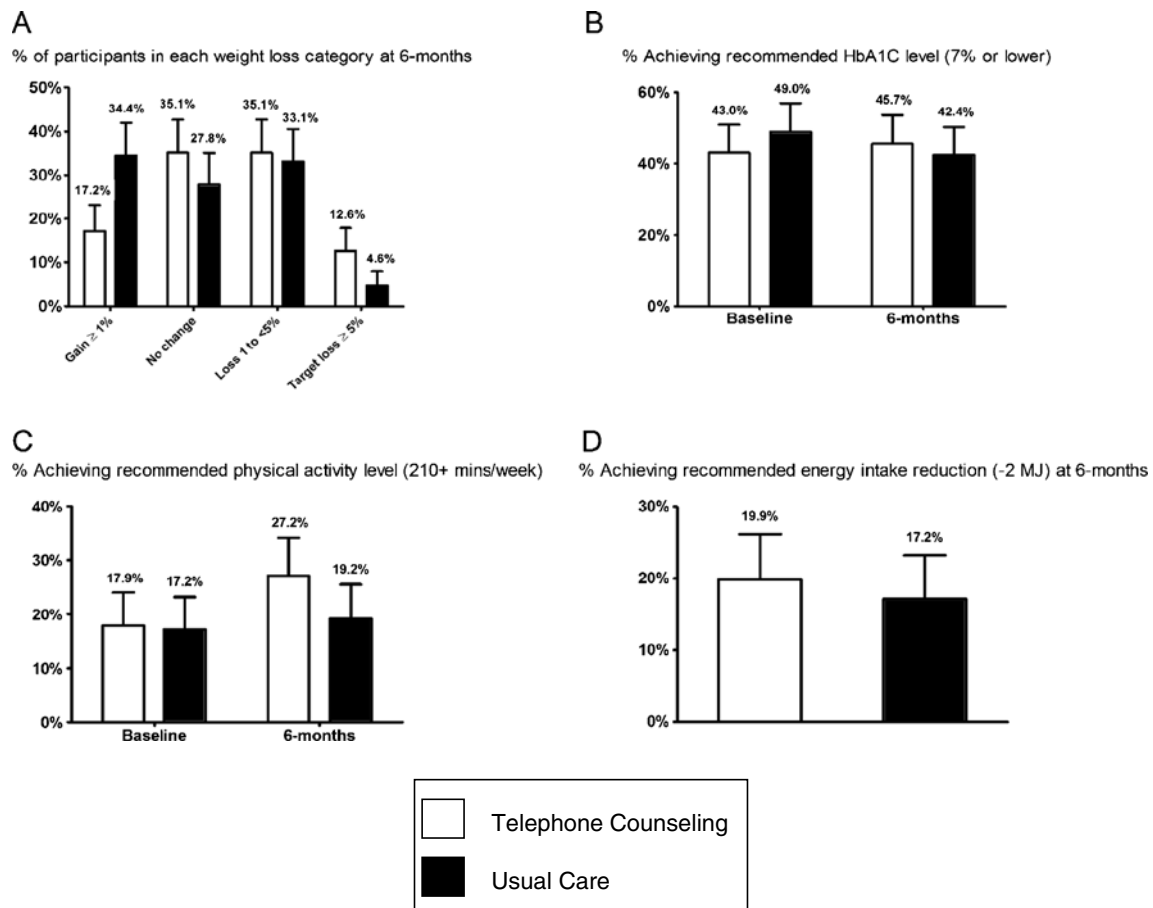 A
% of participants in each weight loss category at 6-months
50%
40%
30%
20%
10%
0%
17.2%
34.4%
35.1%
27.8%
35.1%
33.1%
12.6%
4.6%
Gain ≥ 1%
No change
Loss 1 to <5%
Target loss ≥ 5%
B
% Achieving recommended HbA1C level (7% or lower)
60%
40%
20%
0%
43.0%
49.0%
45.7%
42.4%
Baseline
6-months
C
% Achieving recommended physical activity level (210+ mins/week)
40%
30%
20%
10%
0%
17.9%
17.2%
27.2%
19.2%
Baseline
6-months
D
% Achieving recommended energy intake reduction (-2 MJ) at 6-months
30%
20%
10%
0%
19.9%
17.2%
Telephone Counseling
Usual Care